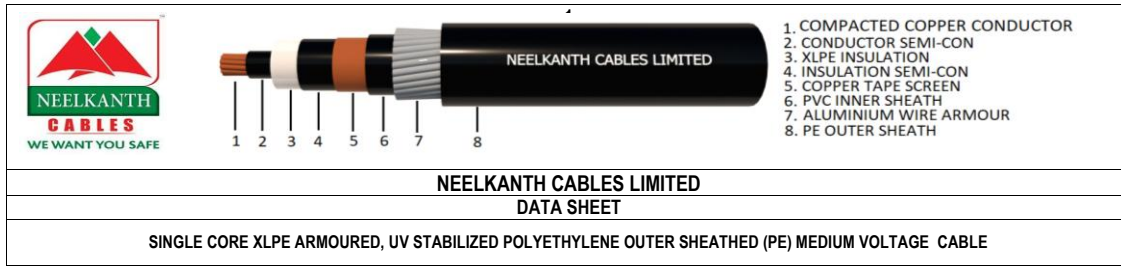 NEELKANTH
CABLES
WE WANT YOU SAFE
NEELKANTH CABLES LIMITED
1 2 3 4 5 6 7 8
1. COMPACTED COPPER CONDUCTOR
2. CONDUCTOR SEMI-CON
3. XLPE INSULATION
4. INSULATION SEMI-CON
5. COPPER TAPE SCREEN
6. PVC INNER SHEATH
7. ALUMINIUM WIRE ARMOUR
8. PE OUTER SHEATH
NEELKANTH CABLES LIMITED
DATA SHEET
SINGLE CORE XLPE ARMOURED, UV STABILIZED POLYETHYLENE OUTER SHEATHED (PE) MEDIUM VOLTAGE CABLE